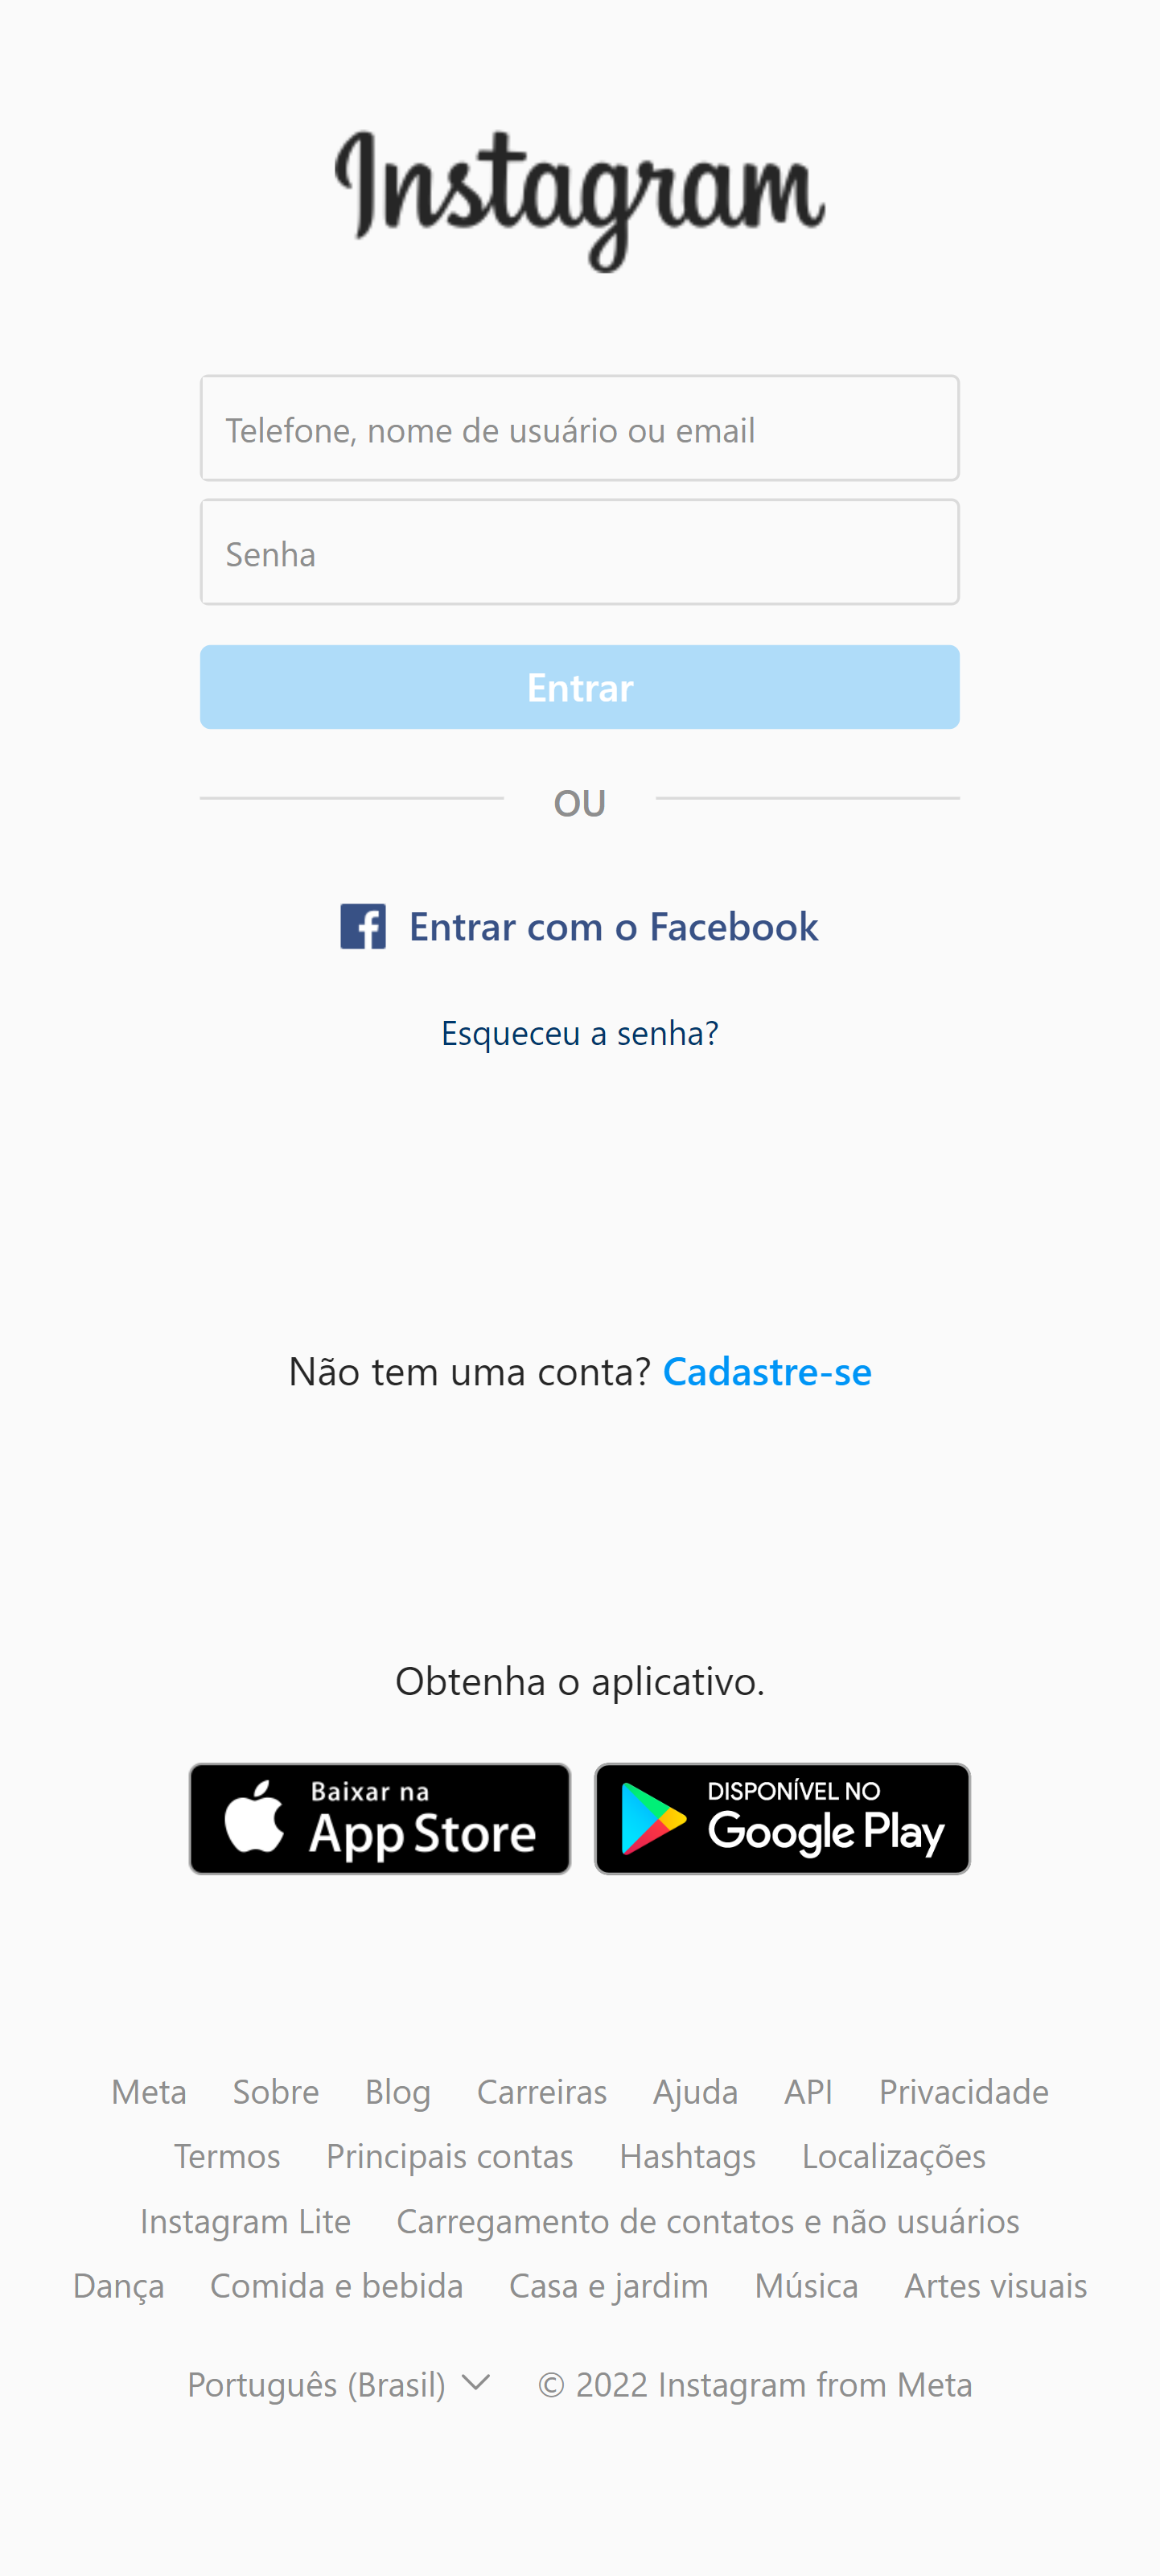 Instagram
Telefone, nome de usuário ou email
Senha
Entrar
OU
Entrar com o Facebook
Esqueceu a senha?
Não tem uma conta? Cadastre-se
Obtenha o aplicativo.
Baixar na
App Store
DISPONÍVEL NO
Google Play
Meta Sobre Blog Carreiras Ajuda API Privacidade
Termos Principais contas Hashtags Localizações
Instagram Lite Carregamento de contatos e não usuários
Dança Comida e bebida Casa e jardim Música Artes visuais
Português (Brasil) © 2022 Instagram from Meta